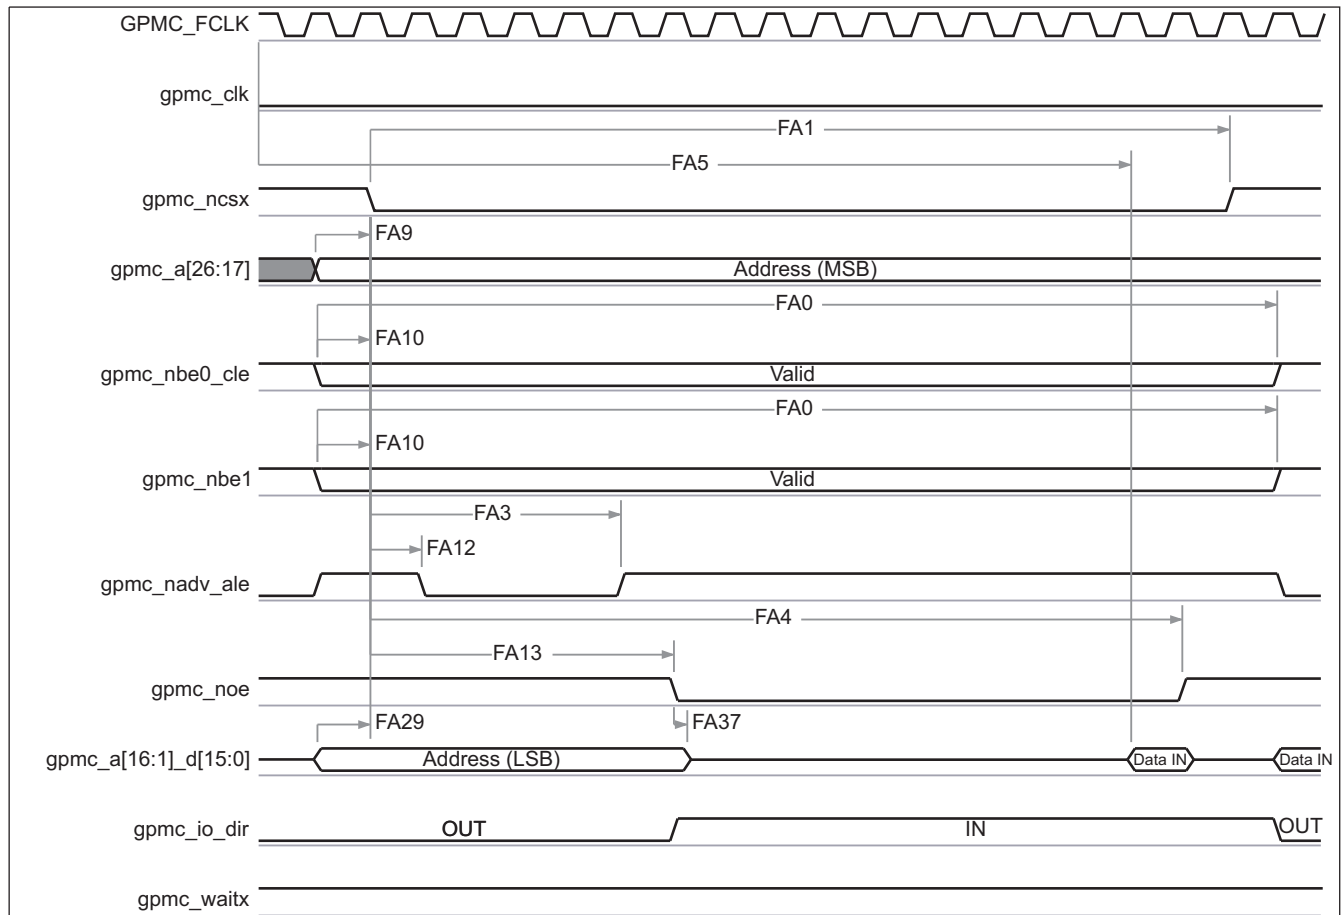 GPMC_FCLK
gpmc_clk
FA1
FA5
gpmc_ncsx
FA9
gpmc_a[26:17] Address (MSB)
FA0
FA10
gpmc_nbe0_cle Valid
FA0
FA10
gpmc_nbe1 Valid
FA3
FA12
gpmc_nadv_ale
FA4
FA13
gpmc_noe
FA29 FA37
gpmc_a[16:1]_d[15:0] Address (LSB) Data IN Data IN
gpmc_io_dir OUT IN OUT
gpmc_waitx